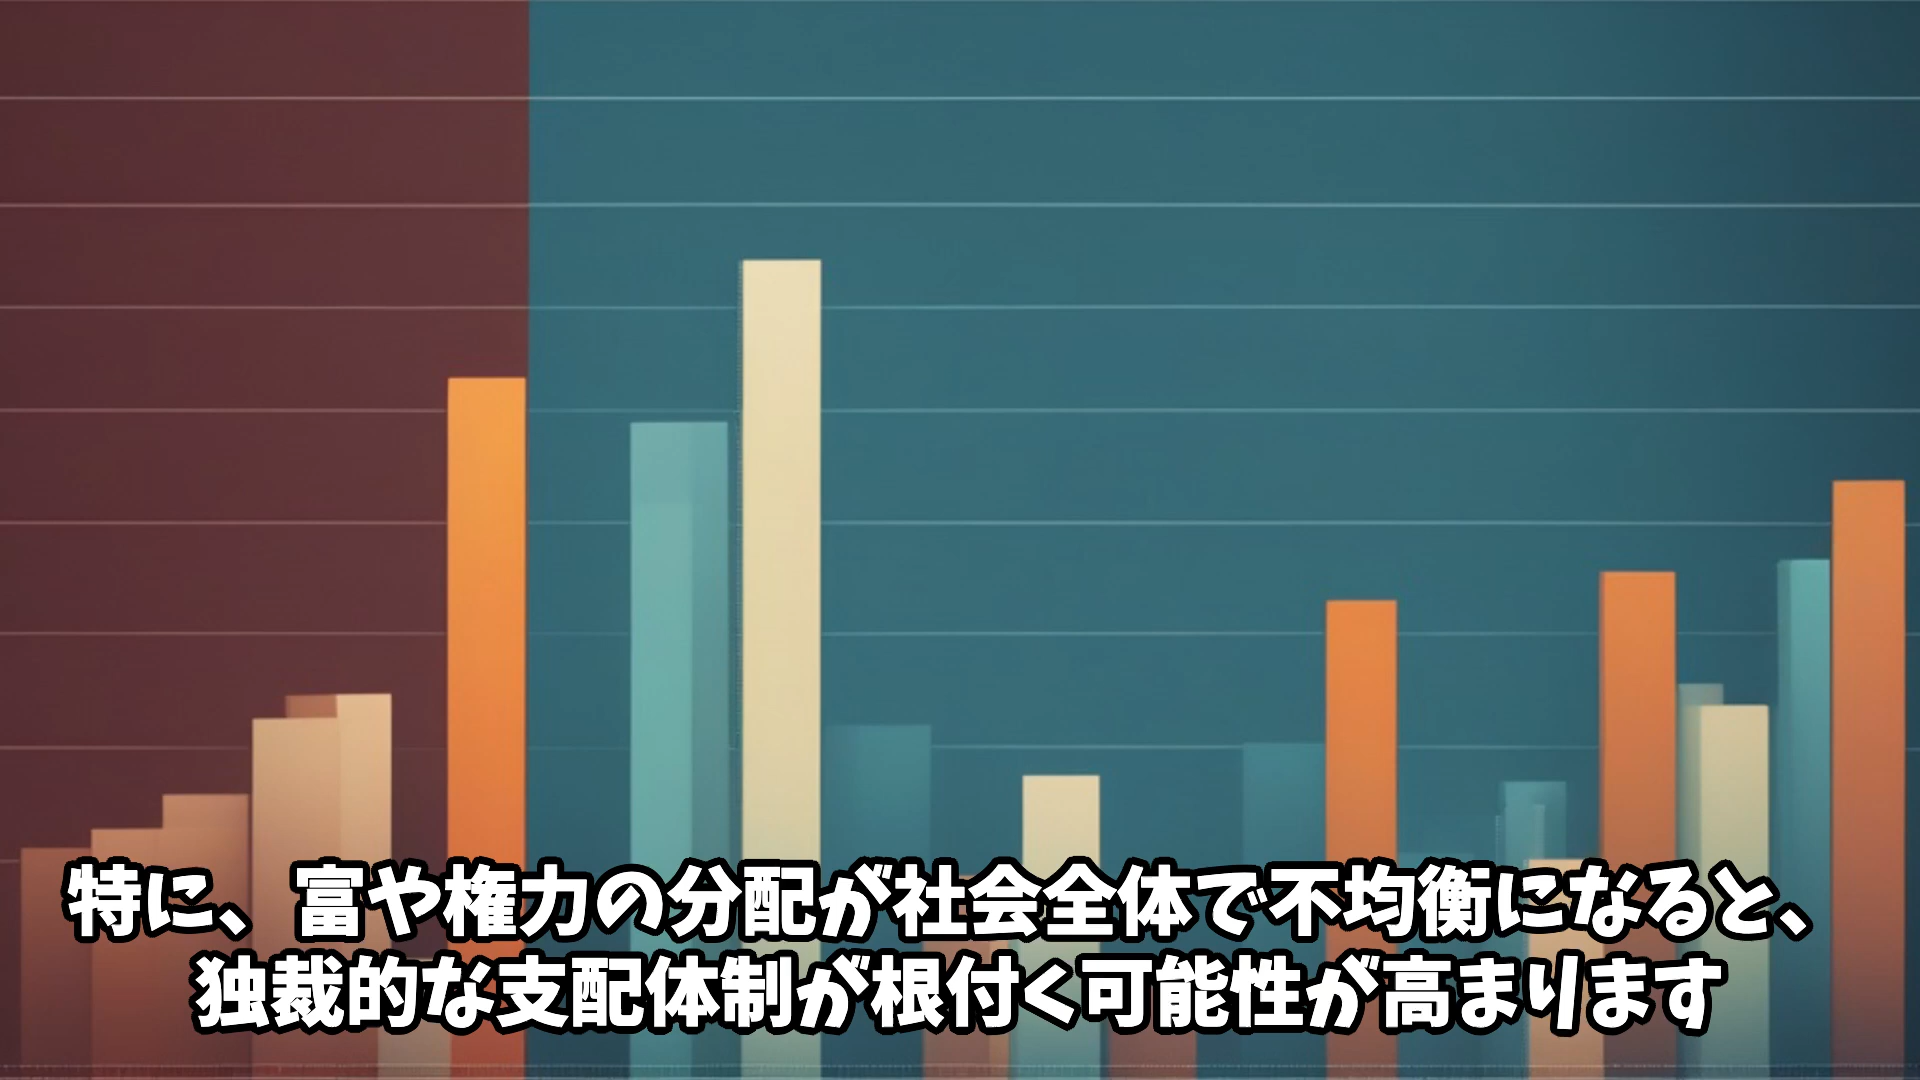 特に、富や権力の分配が社会全体で不均衡になると、
独裁的な支配体制が根付く可能性が高まります